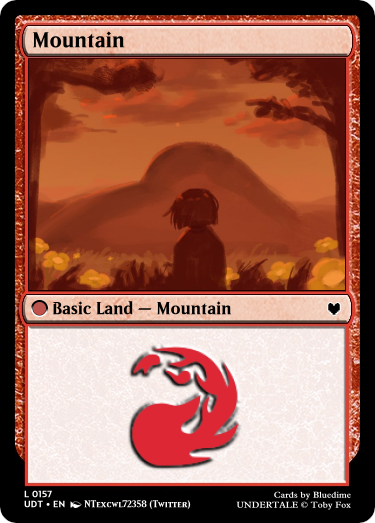 Mountain
Basic Land — Mountain
L 0157
Cards by Bluedime
UDT • EN NTexcwl72358 (Twitter)
UNDERTALE © Toby Fox